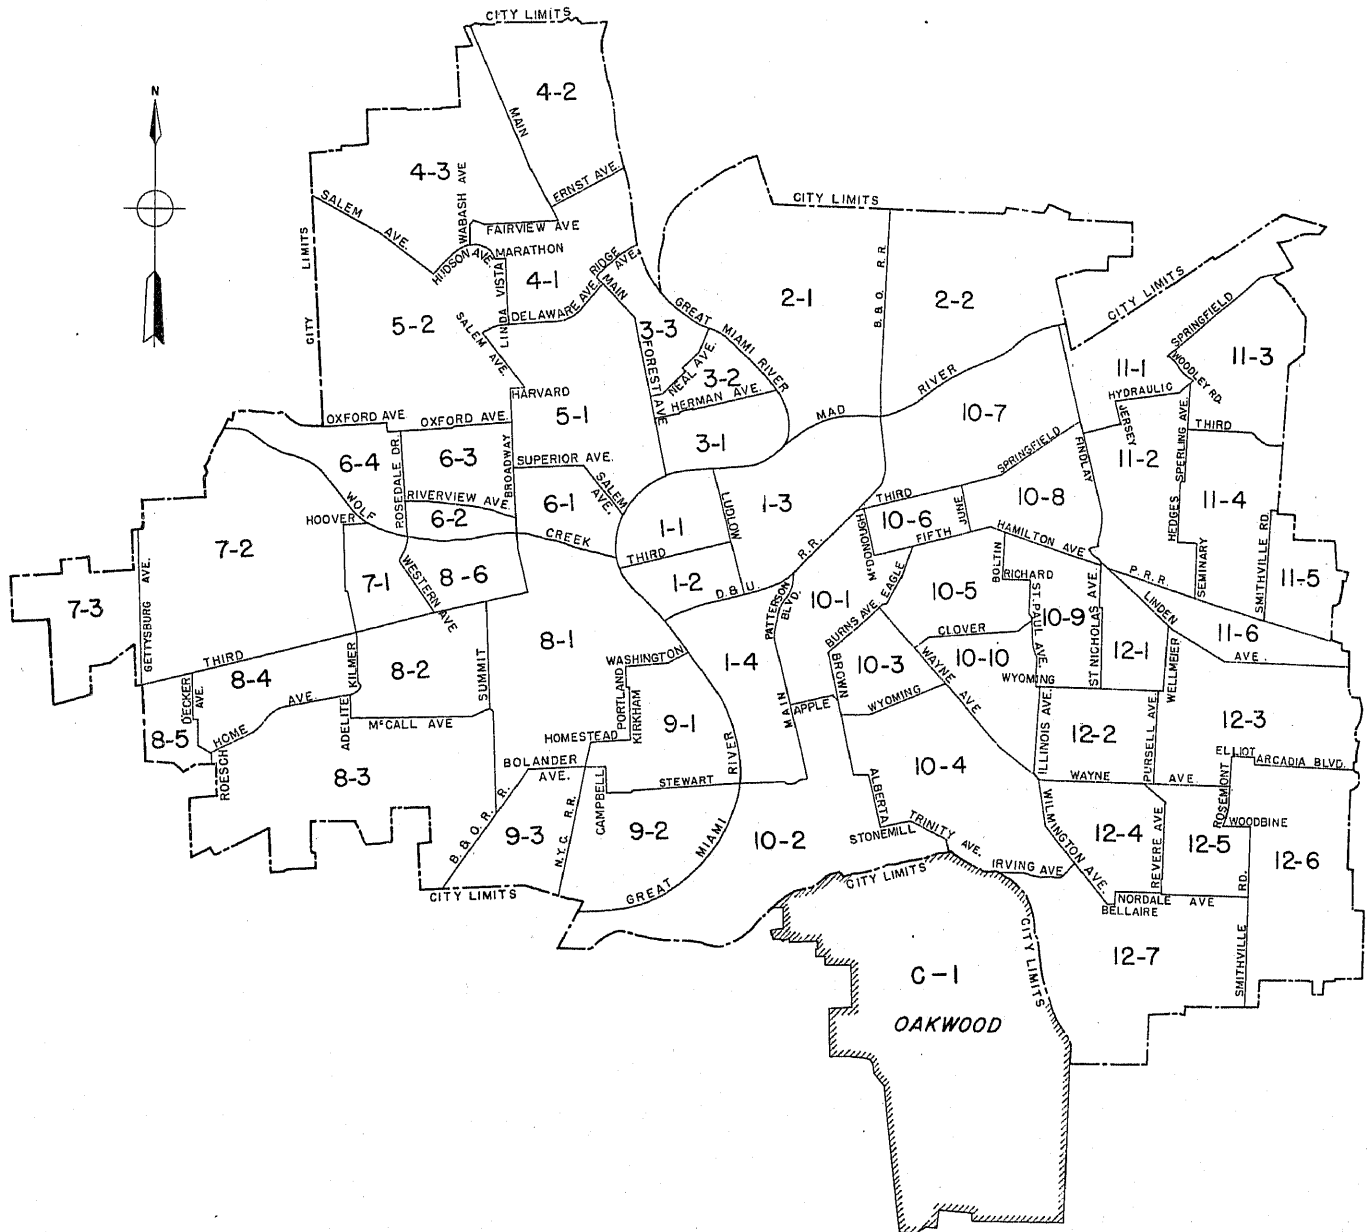 CITY LIMITS
N
MAIN
4-2
4-3
WABASH AVE
ERNST AVE.
SALEM AVE.
CITY LIMITS
FAIRVIEW AVE
HUDSON AVE.
MARATHON
4-1
LINDA VISTA
DELAWARE AVE.
RIDGE AVE.
MAIN
5-2
SALEM AVE
3-3
GREAT MIAMI RIVER
FOREST AVE
NEAL AVE.
3-2
HERMAN AVE.
3-1
CITY LIMITS
2-1
B. & O. R. R.
2-2
MAD RIVER
CITY LIMITS
SPRINGFIELD
11-1
11-3
WOODLEY RD.
HYDRAULIC
JERSEY
11-2
SPERLING AVE.
THIRD
HARVARD
5-1
OXFORD AVE
OXFORD AVE.
6-4
ROSEDALE DR.
6-3
BROADWAY
SUPERIOR AVE.
SALEM AVE.
RIVERVIEW AVE.
6-1
6-2
WOLF CREEK
HOOVER
1-1
LUDLOW
1-3
THIRD
1-2
D. & U. R. R.
10-7
SPRINGFIELD
FINDLAY
THIRD
10-6
JUNE
McDONOUGH
FIFTH
10-8
HAMILTON AVE
HEDGES
11-4
SEMINARY
SMITHVILLE RD.
11-5
P. R. R.
LINDEN AVE.
11-6
7-2
7-3
GETTYSBURG AVE.
7-1
WESTERN AVE
8-6
THIRD
8-1
8-2
SUMMIT
KILMER
8-4
DECKER AVE.
HOME AVE.
8-5
ROESCH
ADELITE
McCALL AVE
8-3
WASHINGTON
PORTLAND
KIRKHAM
9-1
HOMESTEAD
BOLANDER AVE.
STEWART
B. & O. R. R.
9-3
N.Y.C. R.R.
CAMPBELL
9-2
GREAT MIAMI RIVER
CITY LIMITS
1-4
PATTERSON BLVD.
10-1
BURNS AVE
EAGLE
MAIN
APPLE
BROWN
10-3
WYOMING
WAYNE AVE
10-5
BOLTIN
RICHARD
ST. PAUL AVE.
CLOVER
10-10
WYOMING
10-9
ST NICHOLAS AVE.
12-1
WELLMEIER
ILLINOIS AVE.
12-2
PURSELL AVE.
12-3
ELLIOT
ARCADIA BLVD.
WAYNE AVE.
ROSEMONT
WOODBINE
10-4
ALBERTA
STONEMILL
TRINITY AVE.
IRVING AVE
10-2
CITY LIMITS
WILMINGTON AVE.
12-4
REVERE AVE
12-5
12-6
NORDALE AVE
BELLAIRE
12-7
SMITHVILLE RD.
CITY LIMITS
C-1
OAKWOOD